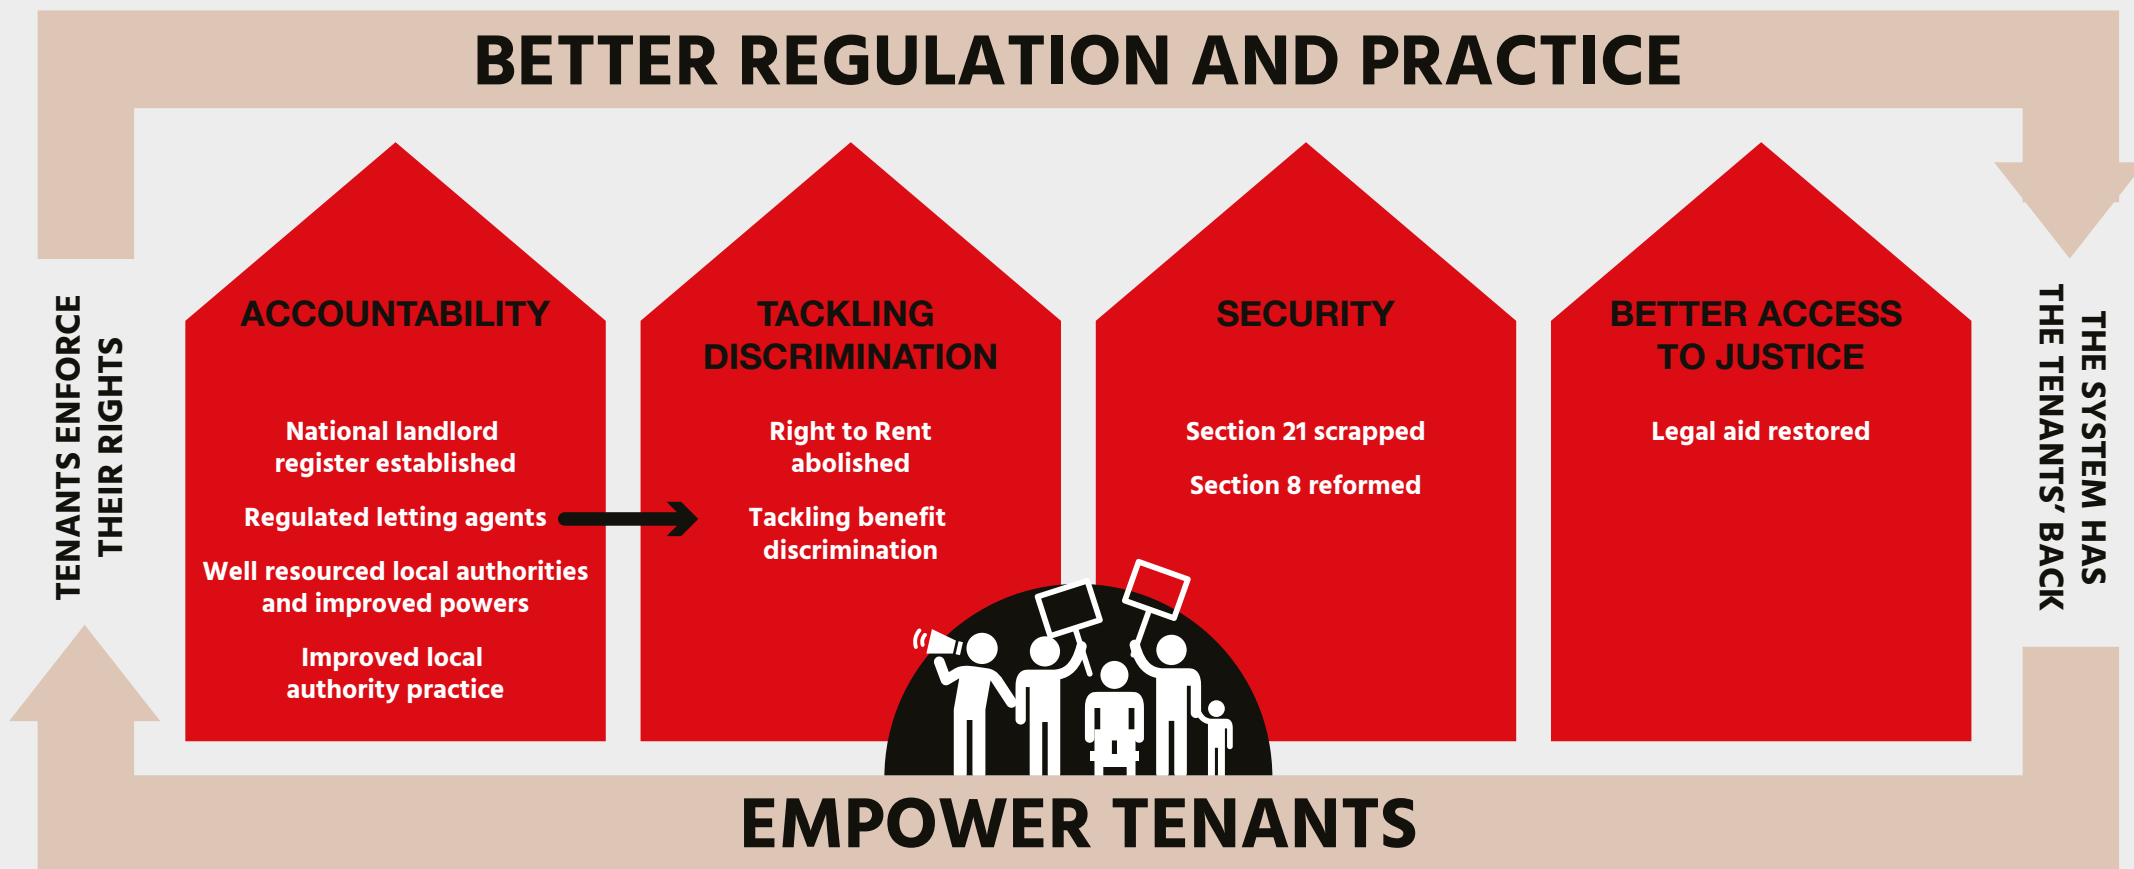 BETTER REGULATION AND PRACTICE
TENANTS ENFORCE
THEIR RIGHTS
ACCOUNTABILITY
National landlord
register established
Regulated letting agents
Well resourced local authorities
and improved powers
Improved local
authority practice
TACKLING
DISCRIMINATION
Right to Rent
abolished
Tackling benefit
discrimination
SECURITY
Section 21 scrapped
Section 8 reformed
BETTER ACCESS
TO JUSTICE
Legal aid restored
THE SYSTEM HAS
THE TENANTS’ BACK
EMPOWER TENANTS